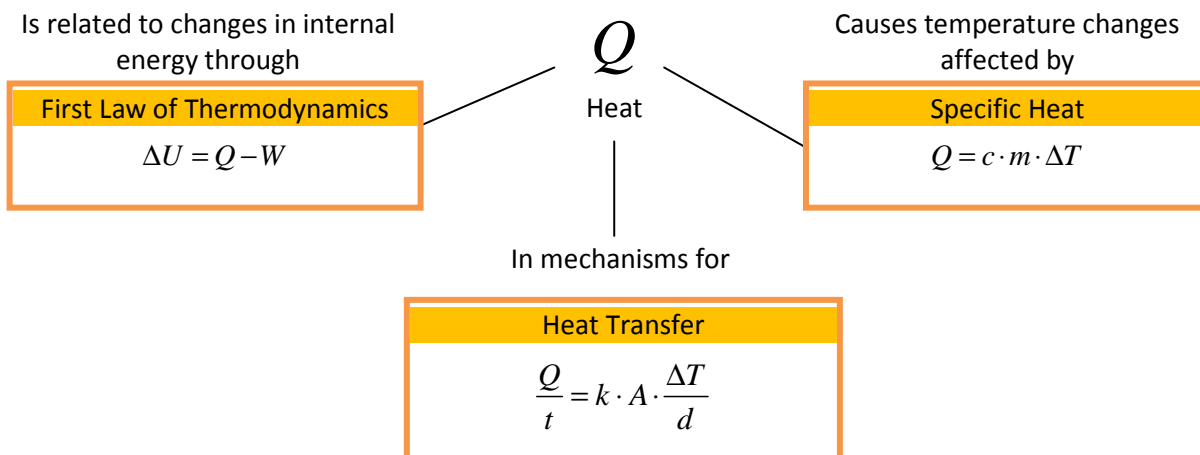 Is related to changes in internal
energy through
First Law of Thermodynamics
ΔU = Q − W
Q
Heat
Causes temperature changes
affected by
Specific Heat
Q = c · m · ΔT
In mechanisms for
Heat Transfer
Q/t = k · A · ΔT/d